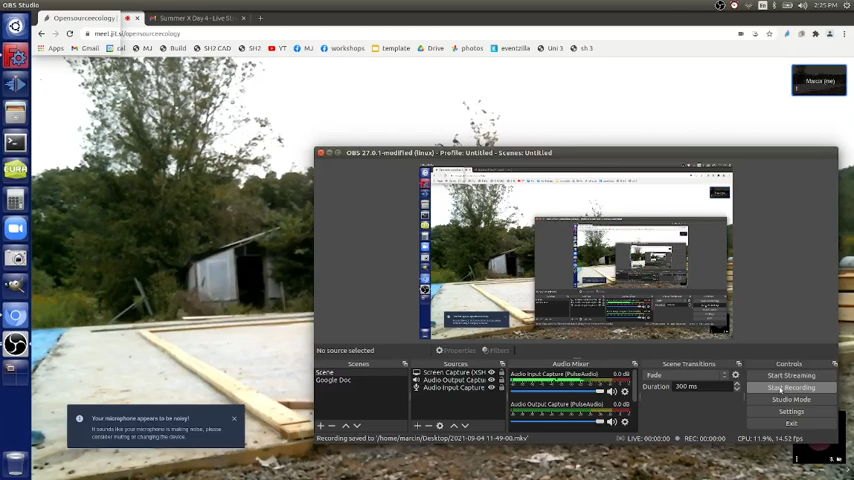 OBS Studio
En
2:25 PM
Opensourceecology
Summer X Day 4 - Live St
meet.jit.si/opensourceecology
Apps
Gmail
cal
MJ
Build
SH2 CAD
SH2
YT
MJ
workshops
template
Drive
photos
eventzilla
Uni 3
sh 3
Marcin (me)
OBS 27.0.1-modified (linux) - Profile: Untitled - Scenes: Untitled
No source selected
Properties
Filters
Scenes
Sources
Audio Mixer
Scene Transitions
Controls
Scene
Google Doc
Screen Capture (XSH
Audio Output Captu
Audio Input Capture
Audio Input Capture (PulseAudio)
0.0 dB
Audio Output Capture (PulseAudio)
0.0 dB
Fade
Duration
300 ms
Start Streaming
Start Recording
Studio Mode
Settings
Exit
Recording saved to '/home/marcin/Desktop/2021-09-04 11-49-00.mkv'
LIVE: 00:00:00
REC: 00:00:00
CPU: 11.9%, 14.52 fps
Your microphone appears to be noisy!
It sounds like your microphone is making noise, please
consider muting or changing the device.
CURA